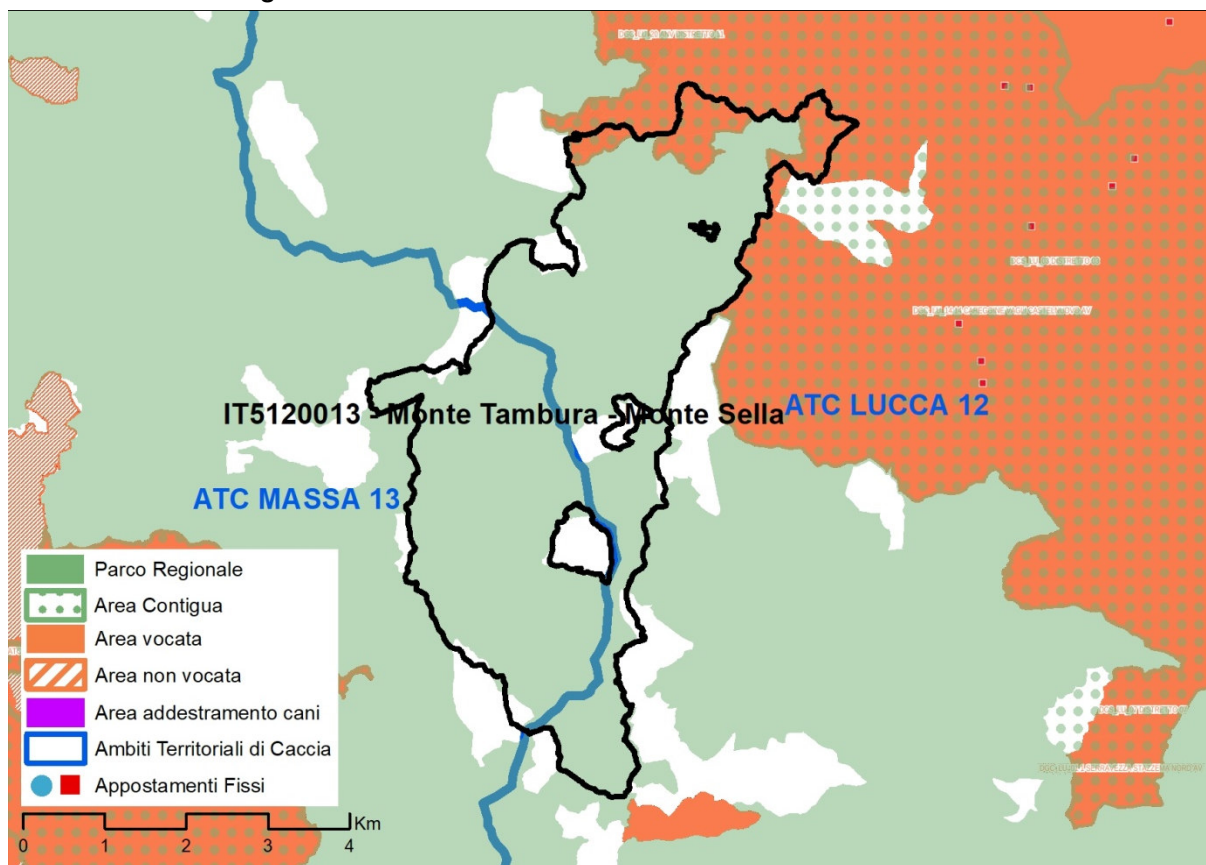 IT5120013 - Monte Tambura - Monte Sella
ATC LUCCA 12
ATC MASSA 13
Parco Regionale
Area Contigua
Area vocata
Area non vocata
Area addestramento cani
Ambiti Territoriali di Caccia
Appostamenti Fissi
0 1 2 3 4 Km